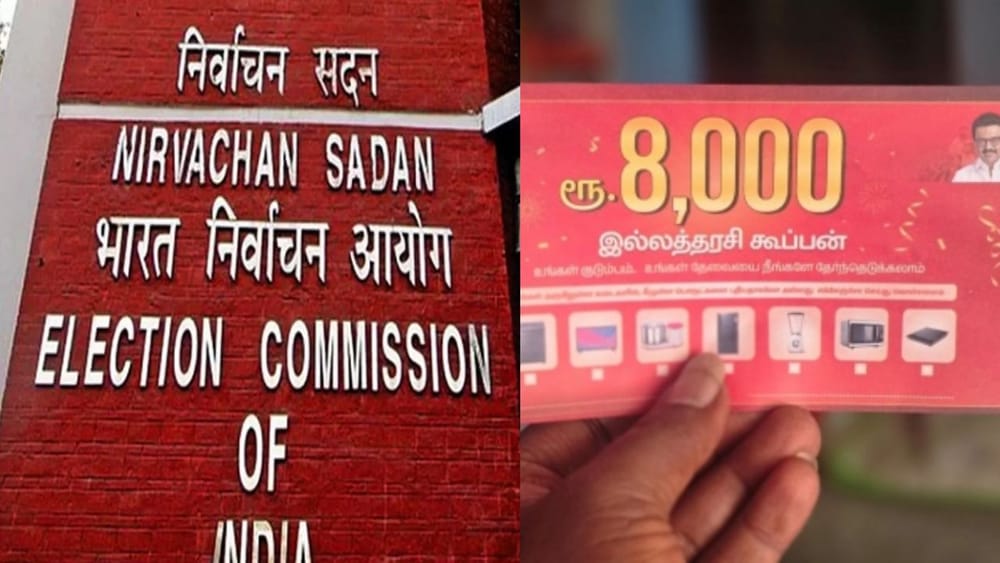 निर्वाचन सदन
NIRVACHAN SADAN
भारत निर्वाचन आयोग
ELECTION COMMISSION
OF
INDIA
ரூ.8,000
இல்லத்தரசி கூப்பன்
உங்கள் குடும்பம். உங்கள் தேவையை நீங்களே தேர்ந்தெடுக்கலாம்